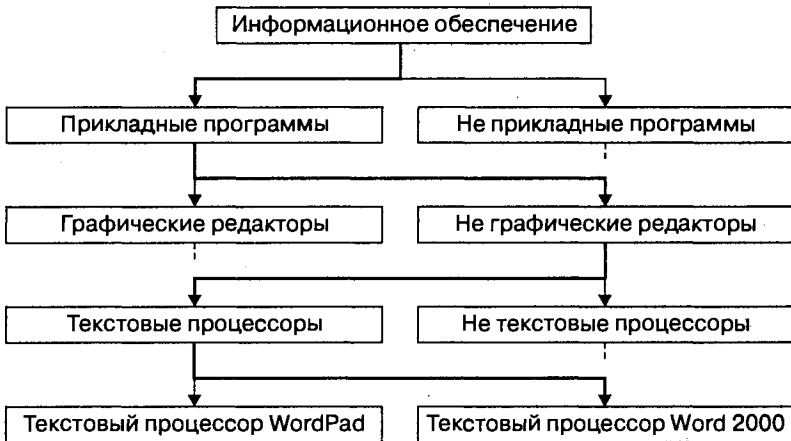 Информационное обеспечение
Прикладные программы
Не прикладные программы
Графические редакторы
Не графические редакторы
Текстовые процессоры
Не текстовые процессоры
Текстовый процессор WordPad
Текстовый процессор Word 2000